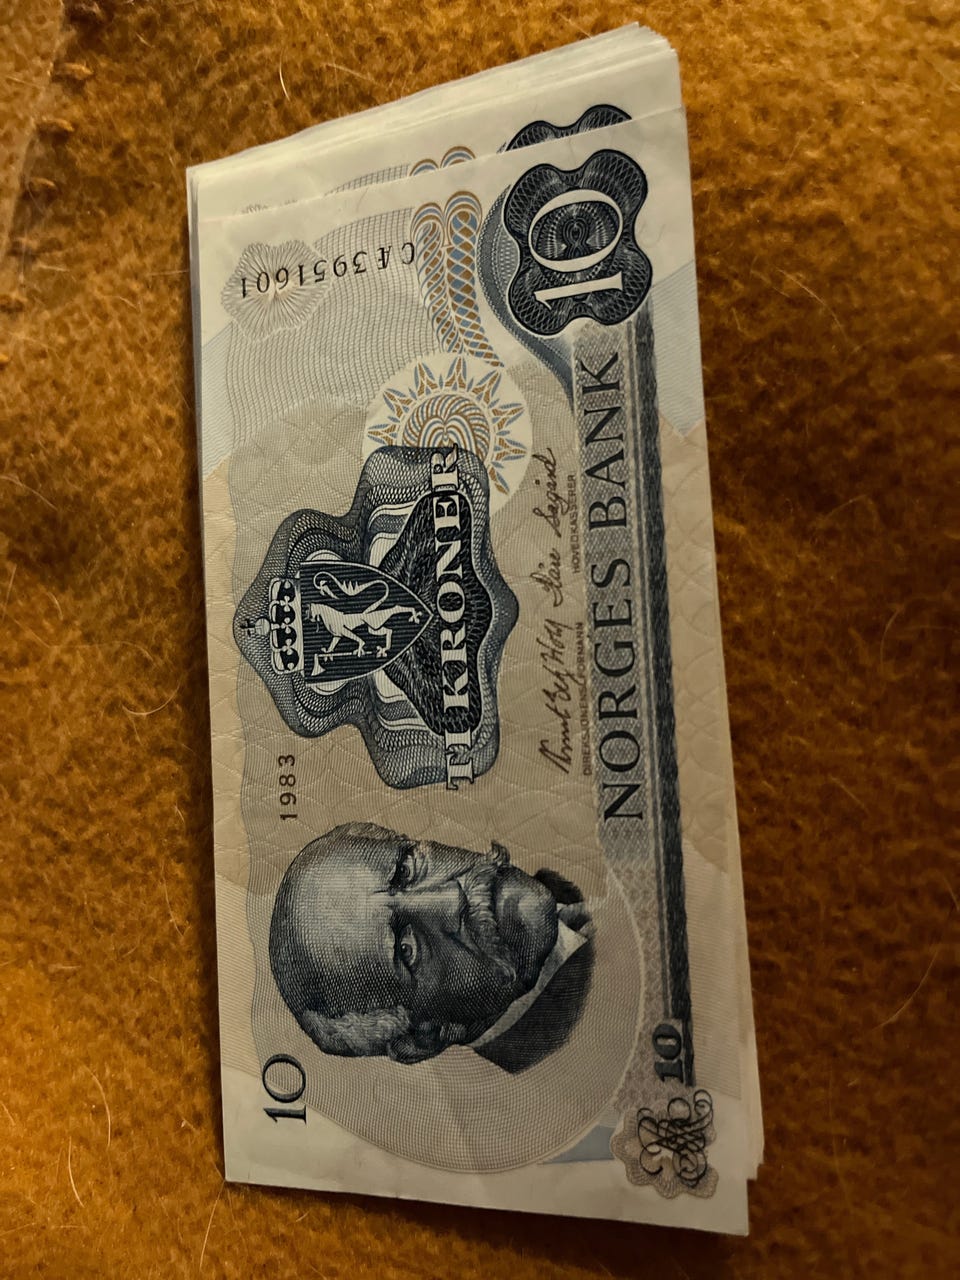 10
1983
CA3951601
TI KRONER
DIREKSJONENS FORMANN
HOVEDKASSERER
NORGES BANK
10
10